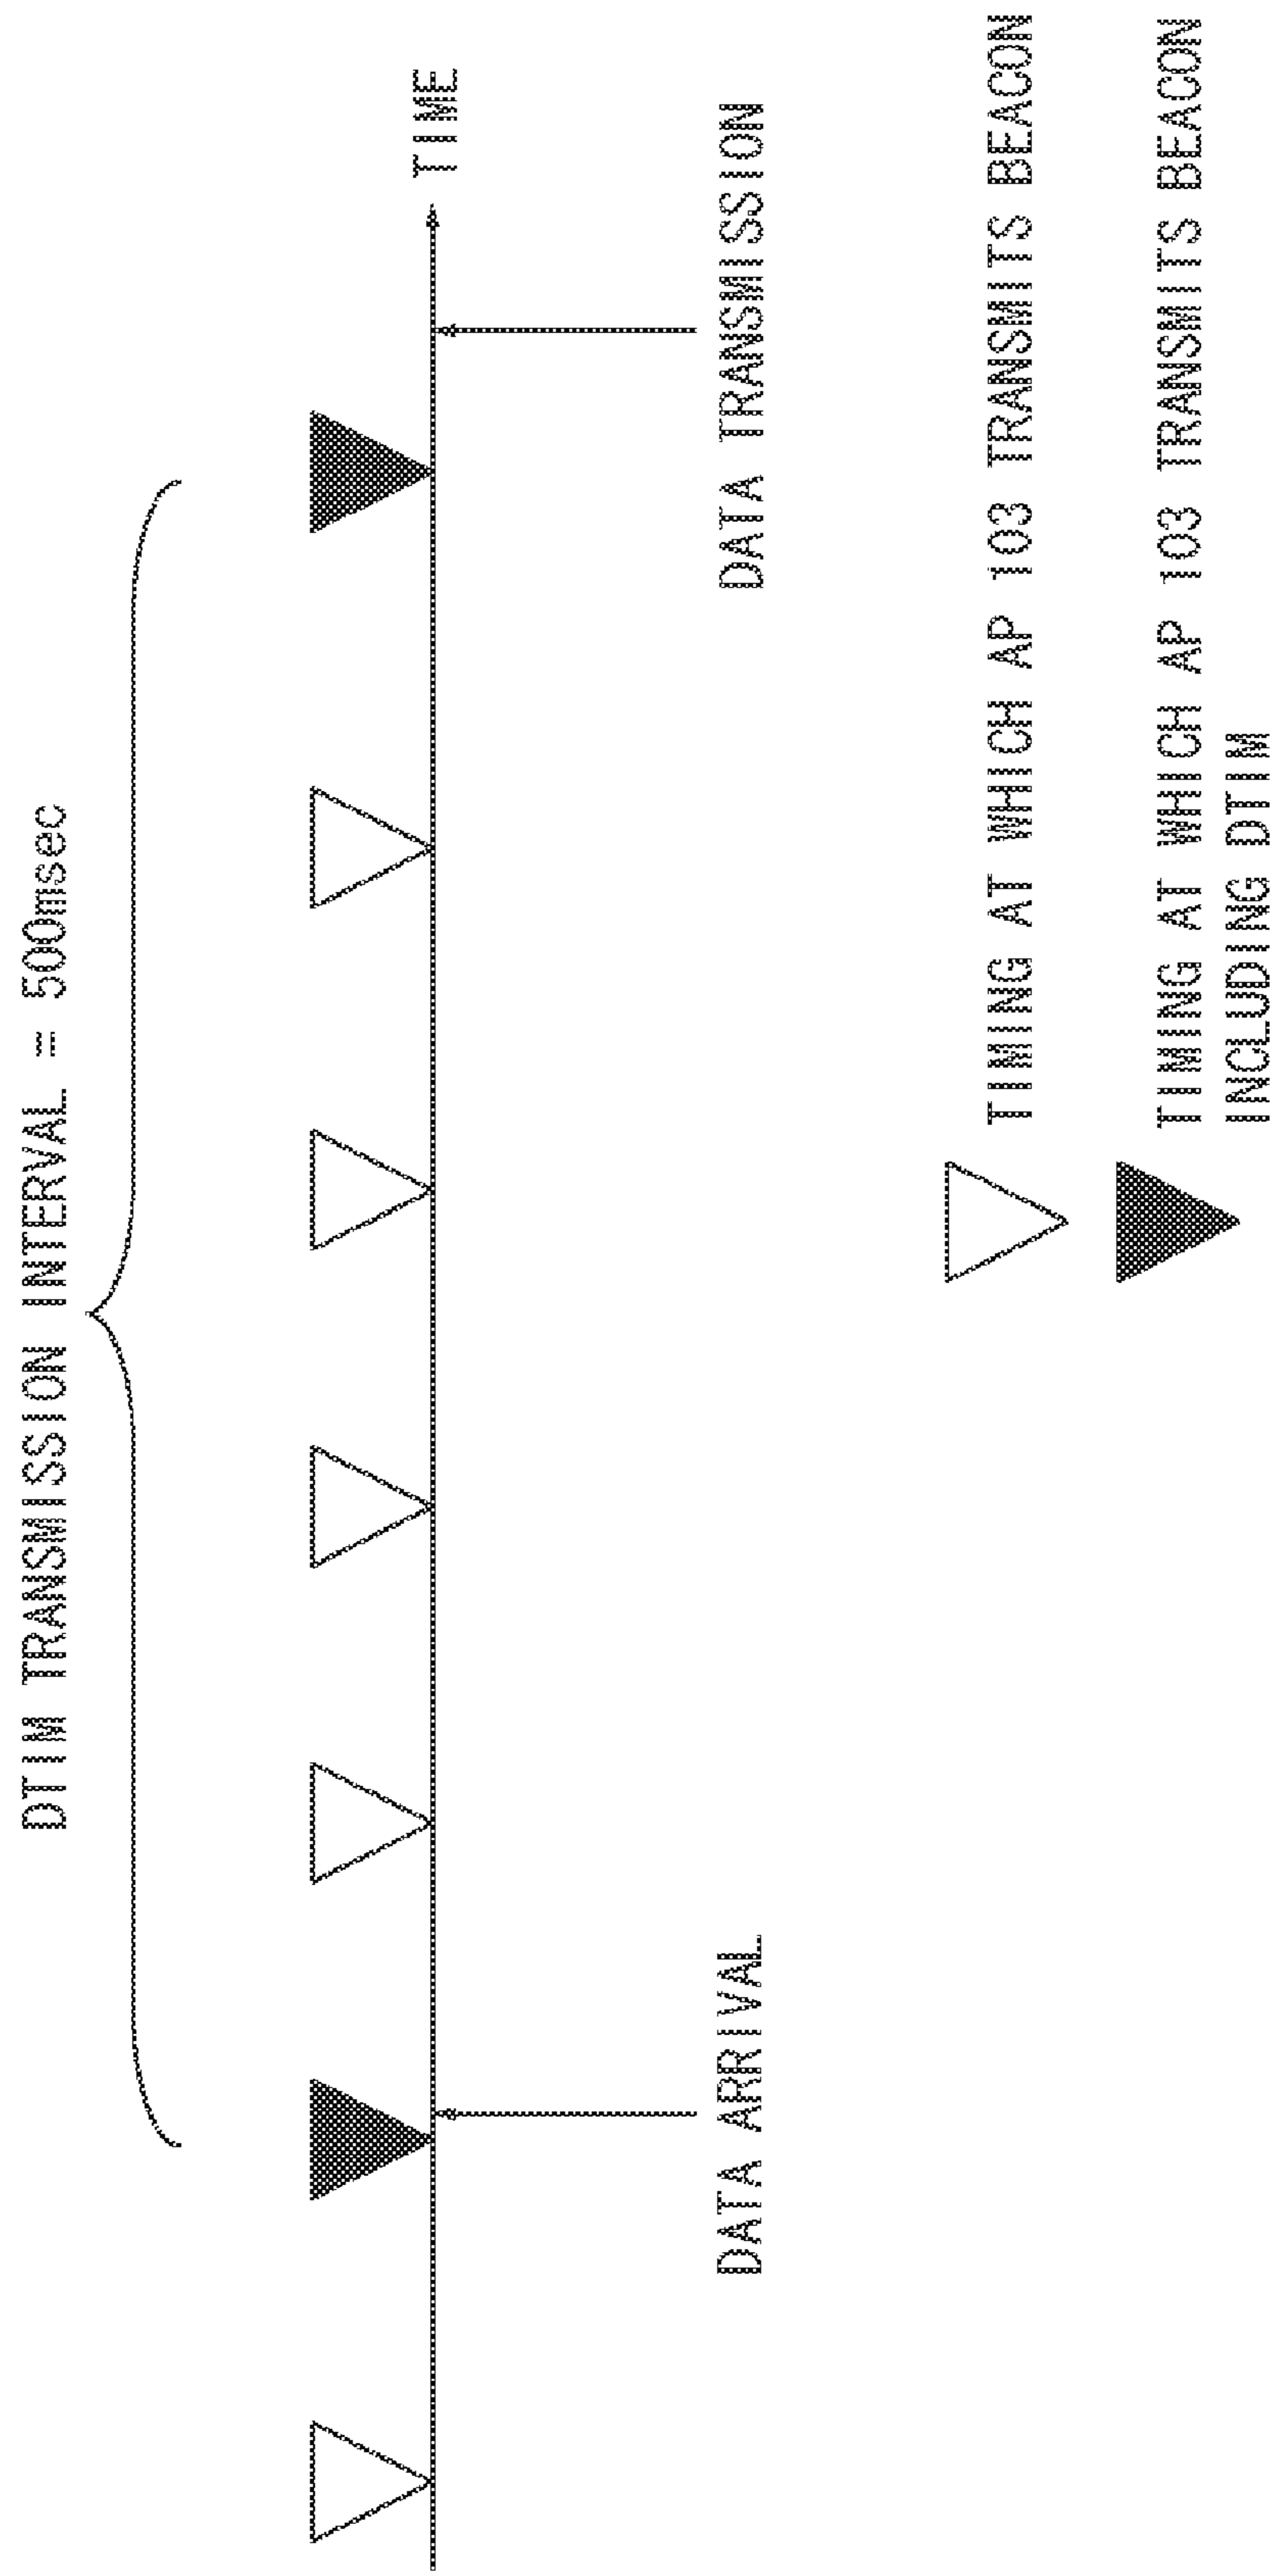 DTIM TRANSMISSION INTERVAL = 500msec
TIME
DATA ARRIVAL
DATA TRANSMISSION
TIMING AT WHICH AP 103 TRANSMITS BEACON
TIMING AT WHICH AP 103 TRANSMITS BEACON
INCLUDING DTIM